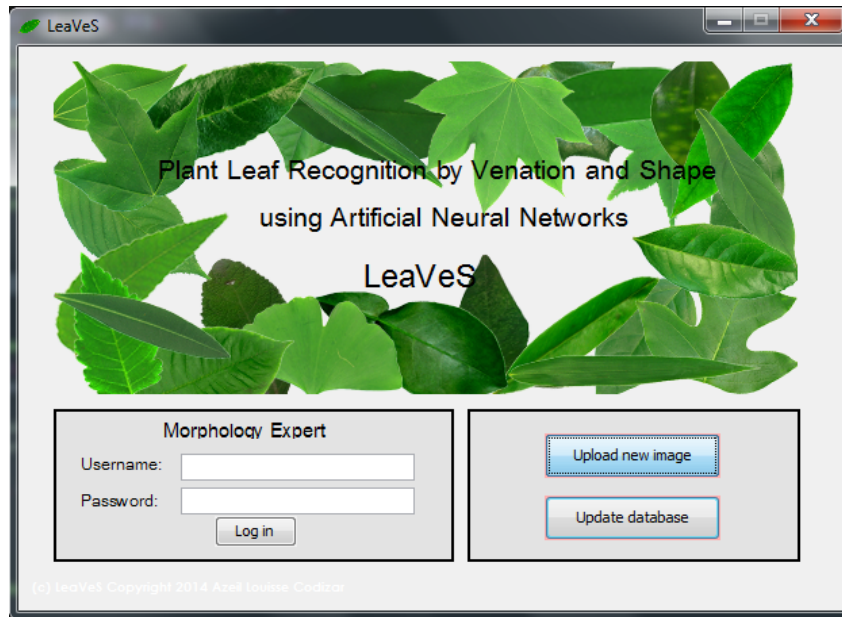 LeaVeS
Plant Leaf Recognition by Venation and Shape
using Artificial Neural Networks
LeaVeS
Morphology Expert
Username:
Password:
Log in
Upload new image
Update database
(c) LeaVeS Copyright 2014 Azeil Louisse Codizar